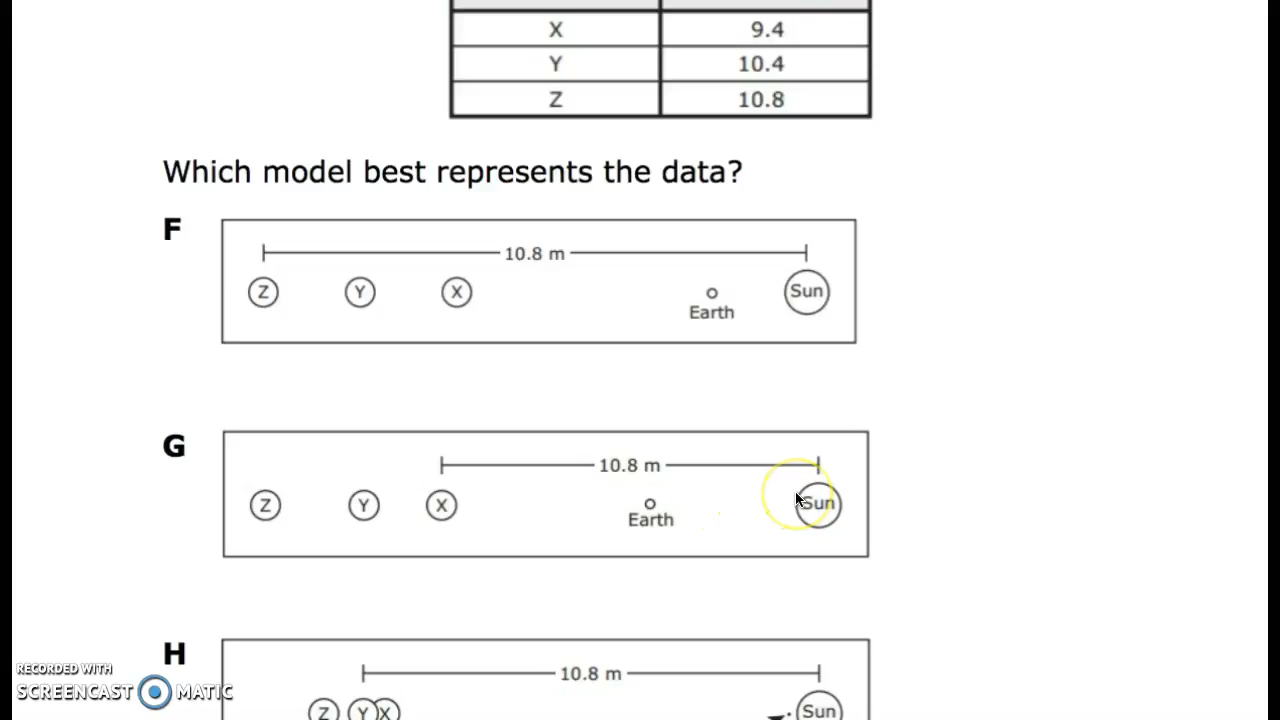 X 9.4
Y 10.4
Z 10.8
Which model best represents the data?
F
10.8 m
Z Y X Sun
Earth
G
10.8 m
Z Y X Sun
Earth
H
10.8 m
Z Y X Sun
RECORDED WITH
SCREENCAST MATIC